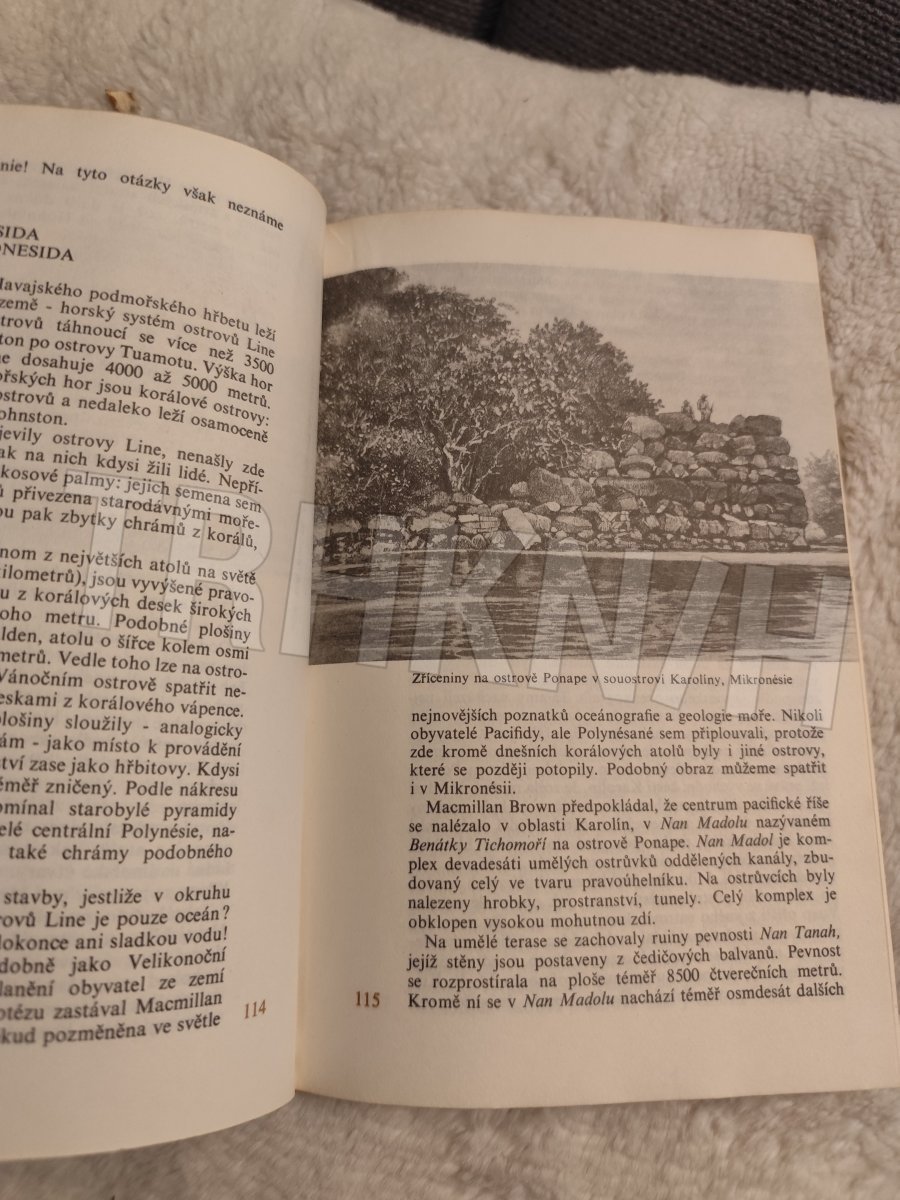 nie! Na tyto otázky však neznáme
SIDA
ONESIDA
Havajského podmořského hřbetu leží
země - horský systém ostrovů Line
strovů táhnoucí se více než 3500
ton po ostrovy Tuamotu. Výška hor
dosahuje 4000 až 5000 metrů.
ořských hor jsou korálové ostrovy:
ostrovů a nedaleko leží osamoceně
ohnston.
jevily ostrovy Line, nenašly zde
ak na nich kdysi žili lidé. Nepří-
kosové palmy: jejich semena sem
přivezena starodávnými moře-
ou pak zbytky chrámů z korálů,
nom z největších atolů na světě
ilometrů), jsou vyvýšené pravo-
u z korálových desek širokých
oho metru. Podobné plošiny
alden, atolu o šířce kolem osmi
metrů. Vedle toho lze na ostro-
Vánočním ostrově spatřit ne-
eskami z korálového vápence.
plošiny sloužily - analogicky
ám - jako místo k provádění
ství zase jako hřbitovy. Kdysi
téměř zničený. Podle nákresu
omínal starobylé pyramidy
elé centrální Polynésie, na-
také chrámy podobného
stavby, jestliže v okruhu
rovů Line je pouze oceán?
dokonce ani sladkou vodu!
dobně jako Velikonoční
lanění obyvatel ze zemí
otézu zastával Macmillan
kud pozměněna ve světle
114
Zříceniny na ostrově Ponape v souostroví Karolíny, Mikronésie
nejnovějších poznatků oceánografie a geologie moře. Nikoli
obyvatelé Pacifidy, ale Polynésané sem připlouvali, protože
zde kromě dnešních korálových atolů byly i jiné ostrovy,
které se později potopily. Podobný obraz můžeme spatřit
i v Mikronésii.
Macmillan Brown předpokládal, že centrum pacifické říše
se nalézalo v oblasti Karolín, v Nan Madolu nazývaném
Benátky Tichomoří na ostrově Ponape. Nan Madol je kom-
plex devadesáti umělých ostrůvků oddělených kanály, zbu-
dovaný celý ve tvaru pravoúhelníku. Na ostrůvcích byly
nalezeny hrobky, prostranství, tunely. Celý komplex je
obklopen vysokou mohutnou zdí.
Na umělé terase se zachovaly ruiny pevnosti Nan Tanah,
jejíž stěny jsou postaveny z čedičových balvanů. Pevnost
se rozprostírala na ploše téměř 8500 čtverečních metrů.
Kromě ní se v Nan Madolu nachází téměř osmdesát dalších
115